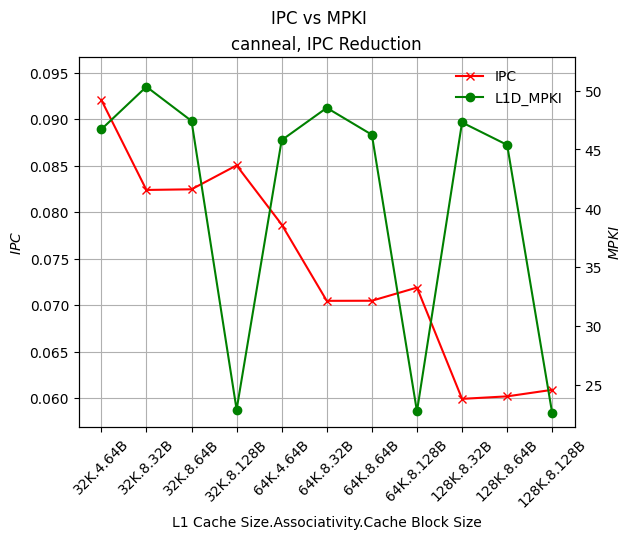 IPC vs MPKI
canneal, IPC Reduction
IPC
L1D_MPKI
0.095
0.090
0.085
0.080
0.075
0.070
0.065
0.060
IPC
50
45
40
35
30
25
MPKI
32K.4.64B
32K.8.32B
32K.8.64B
32K.8.128B
64K.4.64B
64K.8.32B
64K.8.64B
64K.8.128B
128K.8.32B
128K.8.64B
128K.8.128B
L1 Cache Size.Associativity.Cache Block Size